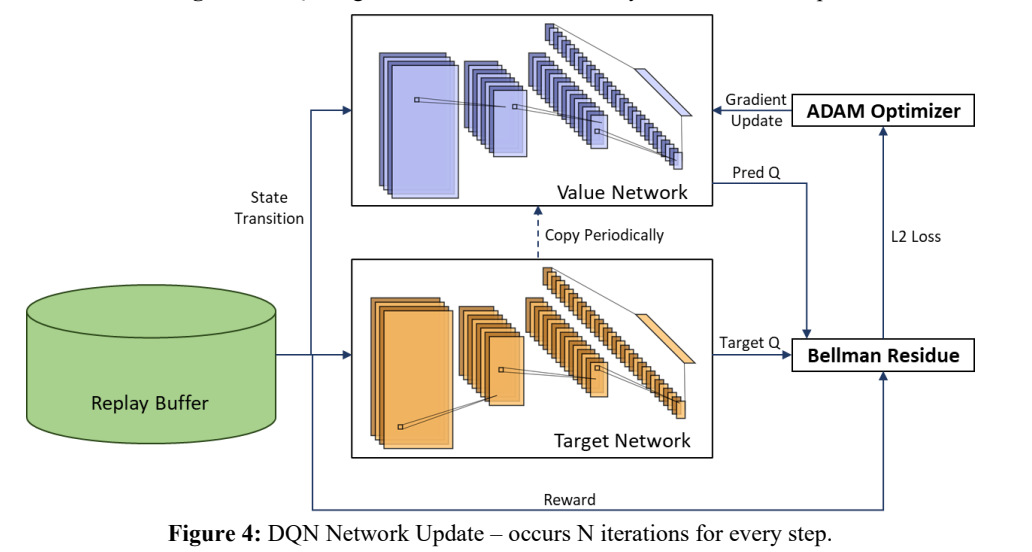 Value Network
Gradient
Update
ADAM Optimizer
Pred Q
State
Transition
Copy Periodically
L2 Loss
Replay Buffer
Target Network
Target Q
Bellman Residue
Reward
Figure 4: DQN Network Update – occurs N iterations for every step.